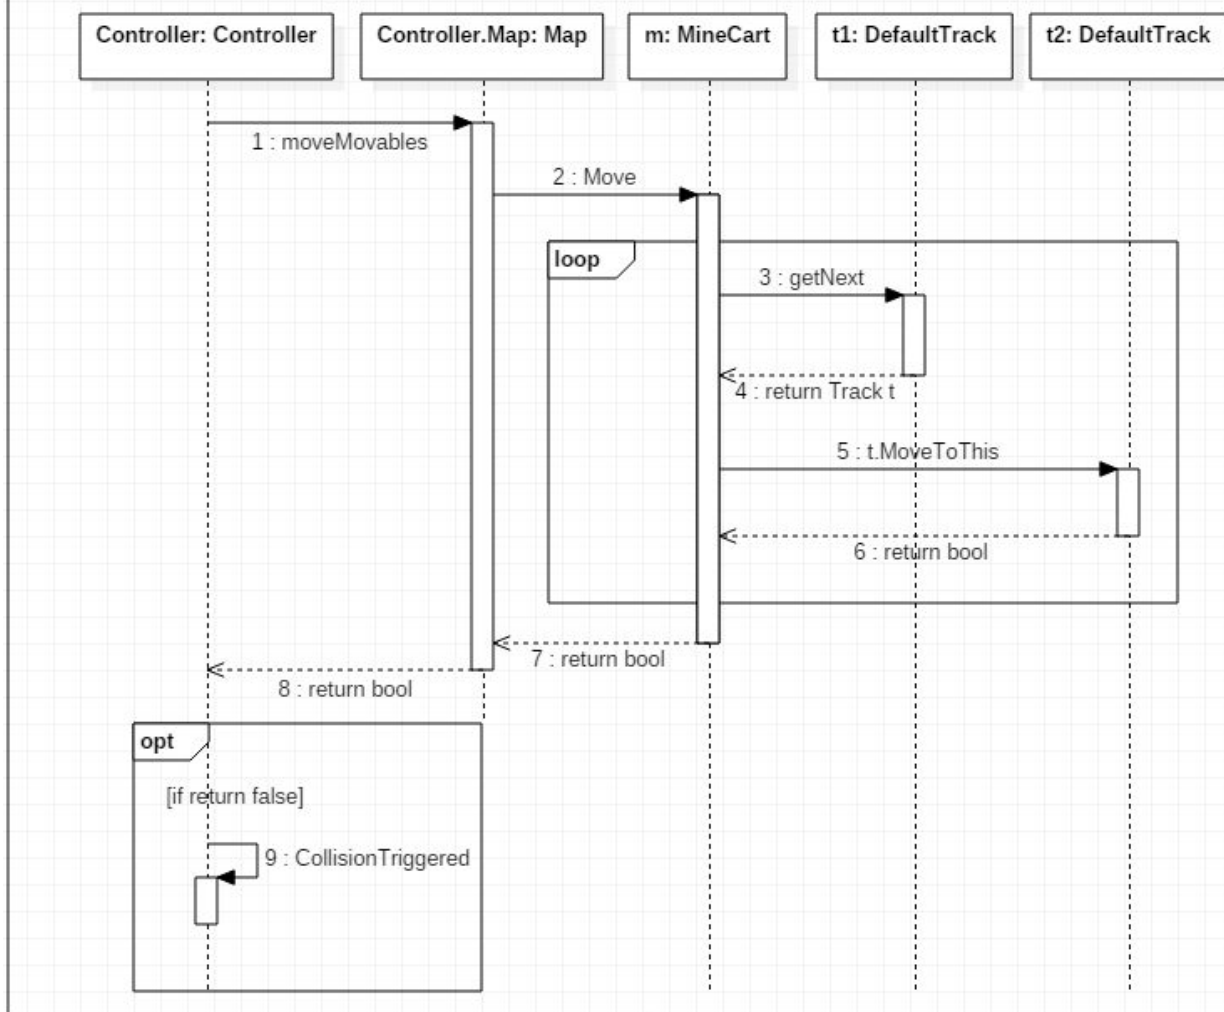 Controller: Controller
Controller.Map: Map
m: MineCart
t1: DefaultTrack
t2: DefaultTrack
1 : moveMovables
2 : Move
loop
3 : getNext
4 : return Track t
5 : t.MoveToThis
6 : return bool
7 : return bool
8 : return bool
opt
[if return false]
9 : CollisionTriggered